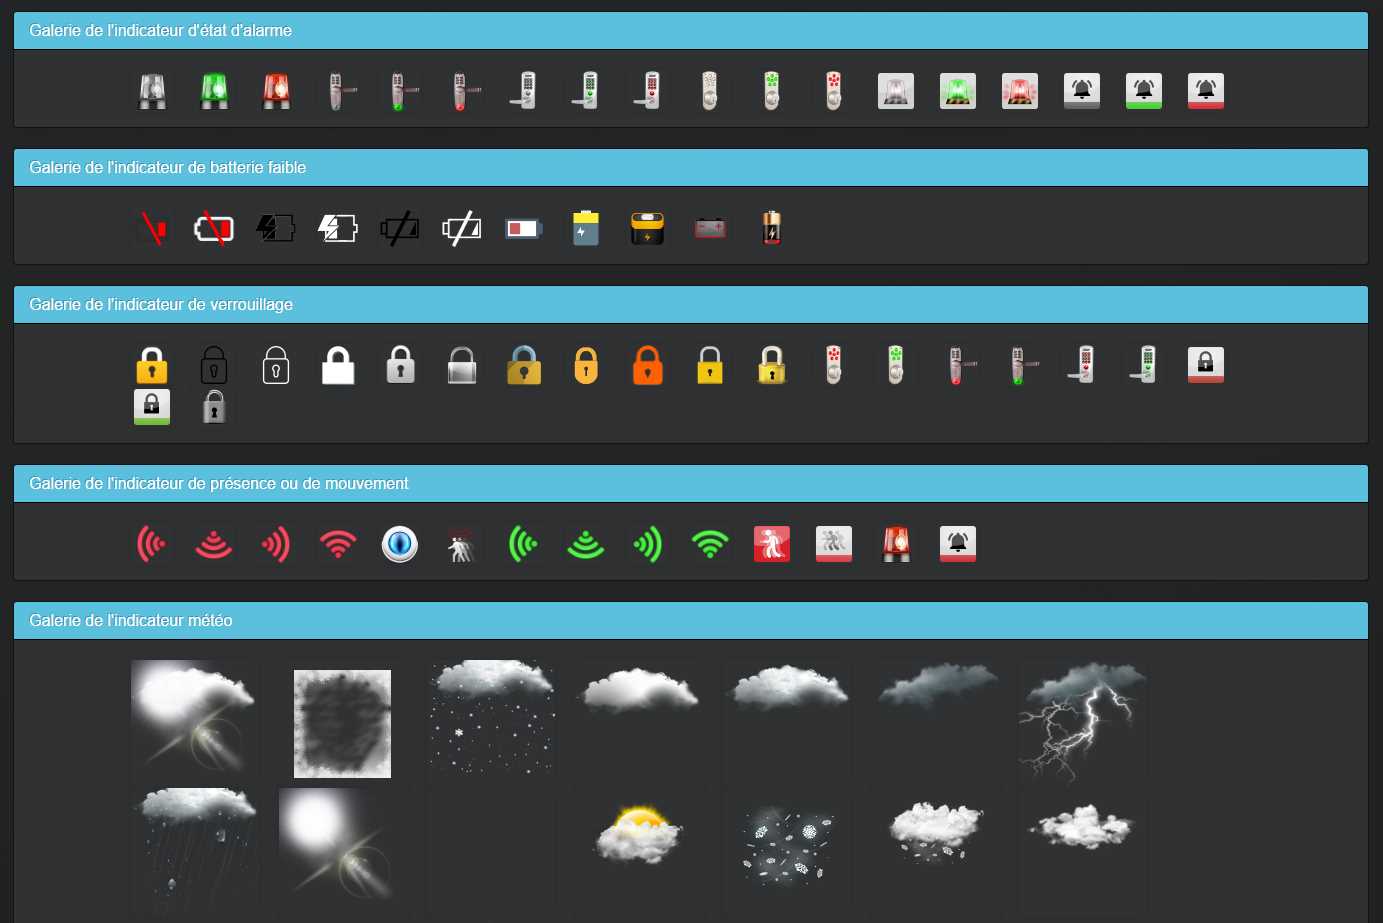 Galerie de l'indicateur d'état d'alarme
Galerie de l'indicateur de batterie faible
Galerie de l'indicateur de verrouillage
Galerie de l'indicateur de présence ou de mouvement
Galerie de l'indicateur météo